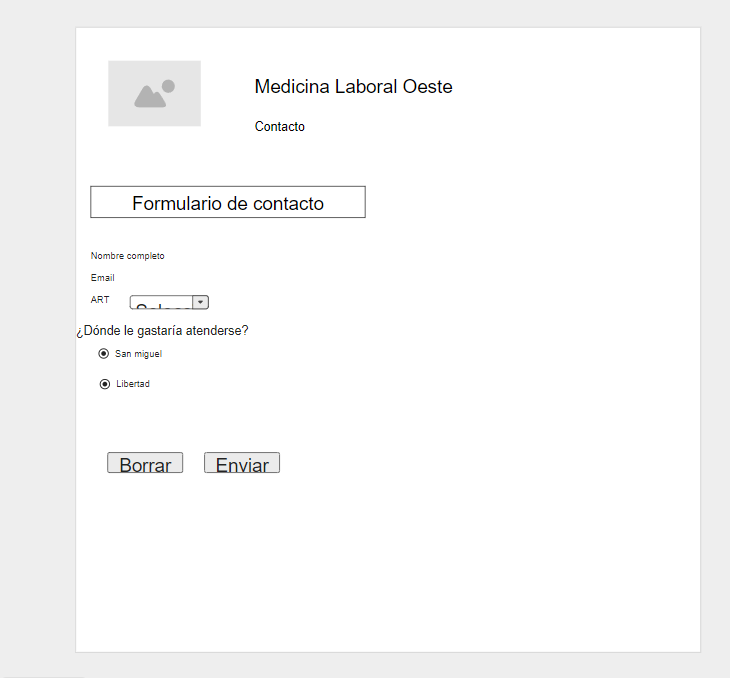 Medicina Laboral Oeste
Contacto
Formulario de contacto
Nombre completo
Email
ART
¿Dónde le gastaría atenderse?
San miguel
Libertad
Borrar Enviar